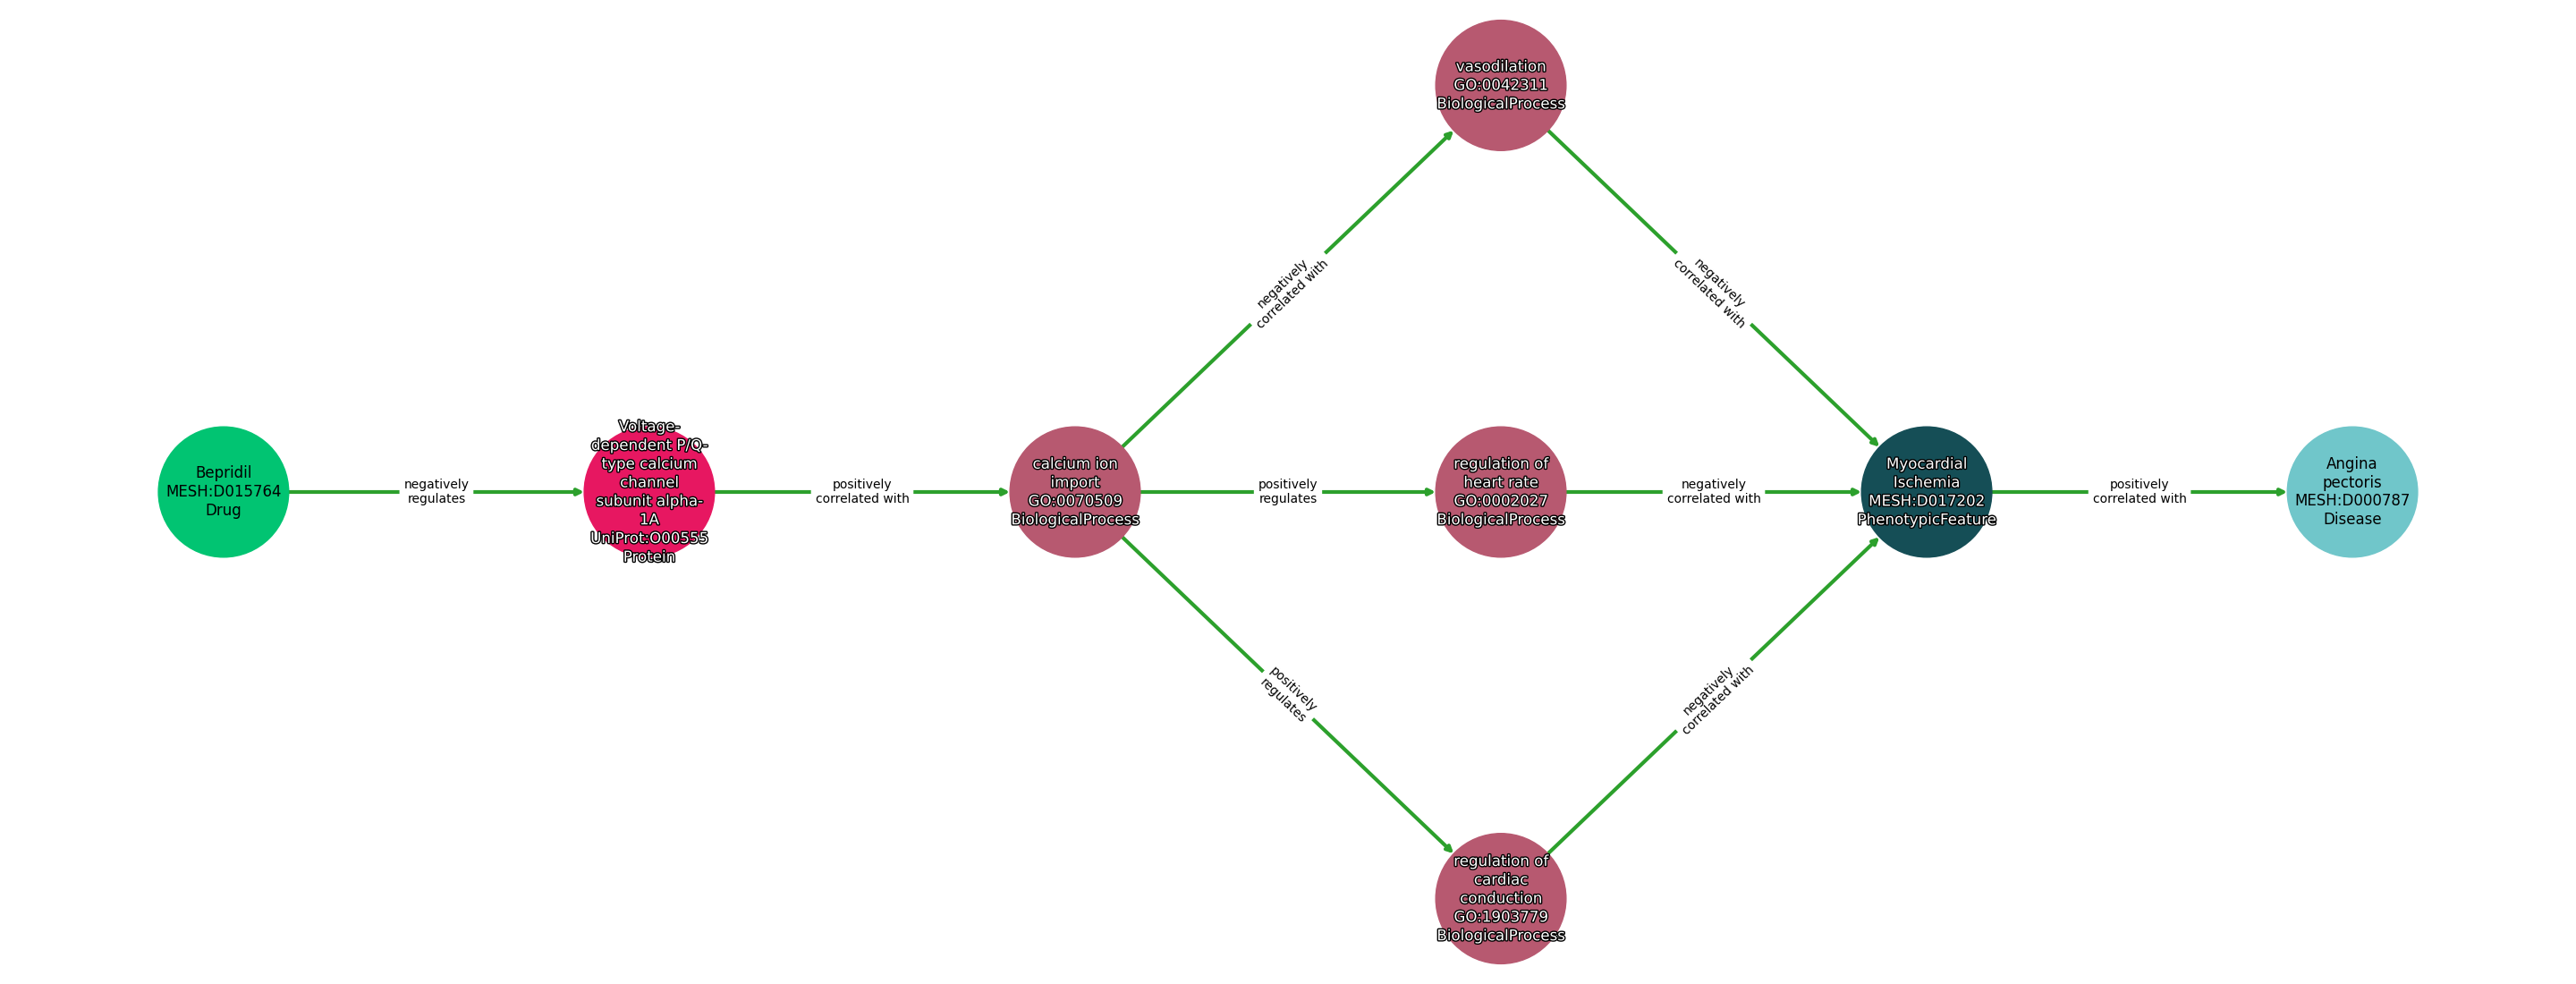 vasodilation
GO:0042311
BiologicalProcess
negatively
correlated with
negatively
correlated with
Bepridil
MESH:D015764
Drug
negatively
regulates
Voltage-
dependent P/Q-
type calcium
channel
subunit alpha-
1A
UniProt:O00555
Protein
positively
correlated with
calcium ion
import
GO:0070509
BiologicalProcess
positively
regulates
regulation of
heart rate
GO:0002027
BiologicalProcess
negatively
correlated with
Myocardial
Ischemia
MESH:D017202
PhenotypicFeature
positively
correlated with
Angina
pectoris
MESH:D000787
Disease
positively
regulates
negatively
correlated with
regulation of
cardiac
conduction
GO:1903779
BiologicalProcess